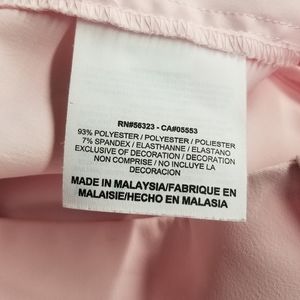 RN#56323 - CA#05553
93% POLYESTER / POLYESTER / POLIESTER
7% SPANDEX / ELASTHANNE / ELASTANO
EXCLUSIVE OF DECORATION / DECORATION
NON COMPRISE / NO INCLUYE LA
DECORACION
MADE IN MALAYSIA/FABRIQUE EN
MALAISIE/HECHO EN MALASIA